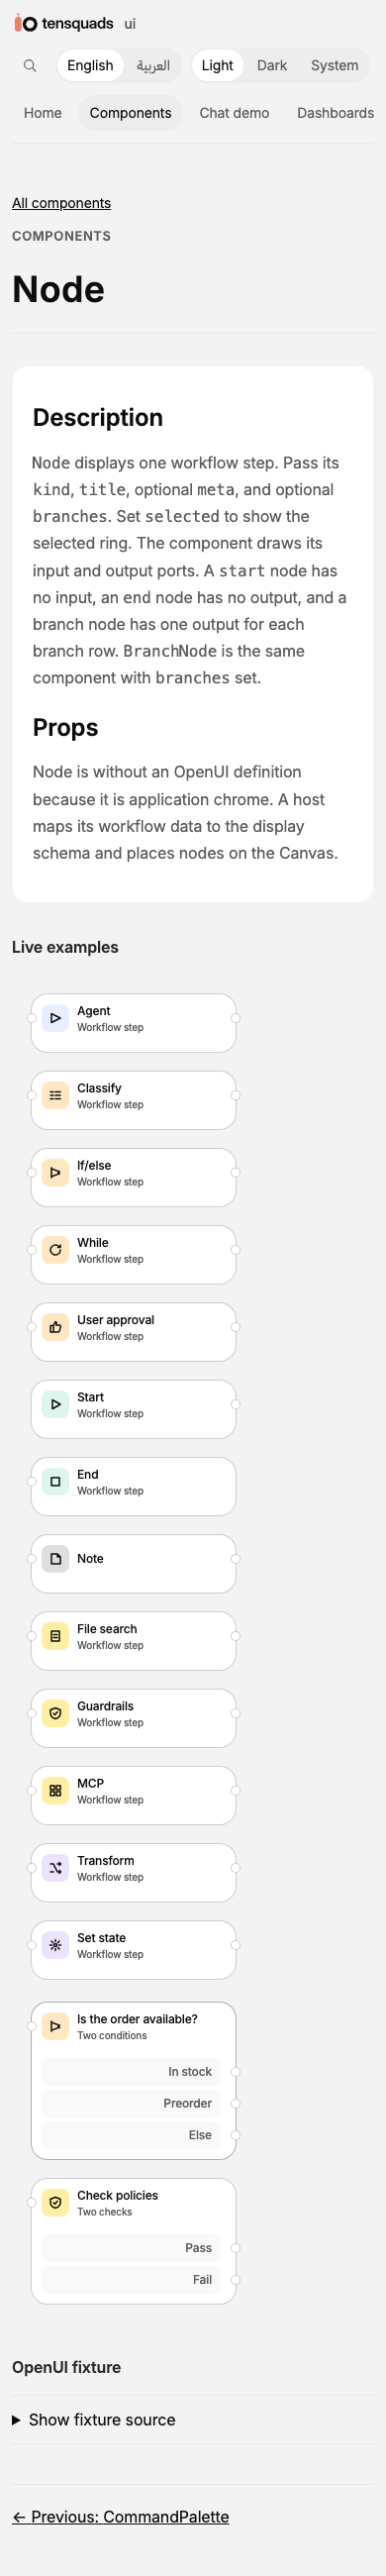 tensquads ui
English العربية Light Dark System
Home Components Chat demo Dashboards
All components
COMPONENTS
Node
Description
Node displays one workflow step. Pass its
kind, title, optional meta, and optional
branches. Set selected to show the
selected ring. The component draws its
input and output ports. A start node has
no input, an end node has no output, and a
branch node has one output for each
branch row. BranchNode is the same
component with branches set.
Props
Node is without an OpenUI definition
because it is application chrome. A host
maps its workflow data to the display
schema and places nodes on the Canvas.
Live examples
Agent
Workflow step
Classify
Workflow step
If/else
Workflow step
While
Workflow step
User approval
Workflow step
Start
Workflow step
End
Workflow step
Note
File search
Workflow step
Guardrails
Workflow step
MCP
Workflow step
Transform
Workflow step
Set state
Workflow step
Is the order available?
Two conditions
In stock
Preorder
Else
Check policies
Two checks
Pass
Fail
OpenUI fixture
Show fixture source
← Previous: CommandPalette